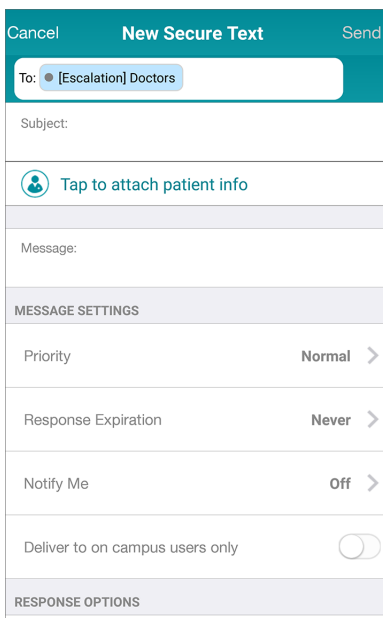 Cancel New Secure Text Send
To: [Escalation] Doctors
Subject:
Tap to attach patient info
Message:
MESSAGE SETTINGS
Priority Normal
Response Expiration Never
Notify Me Off
Deliver to on campus users only
RESPONSE OPTIONS